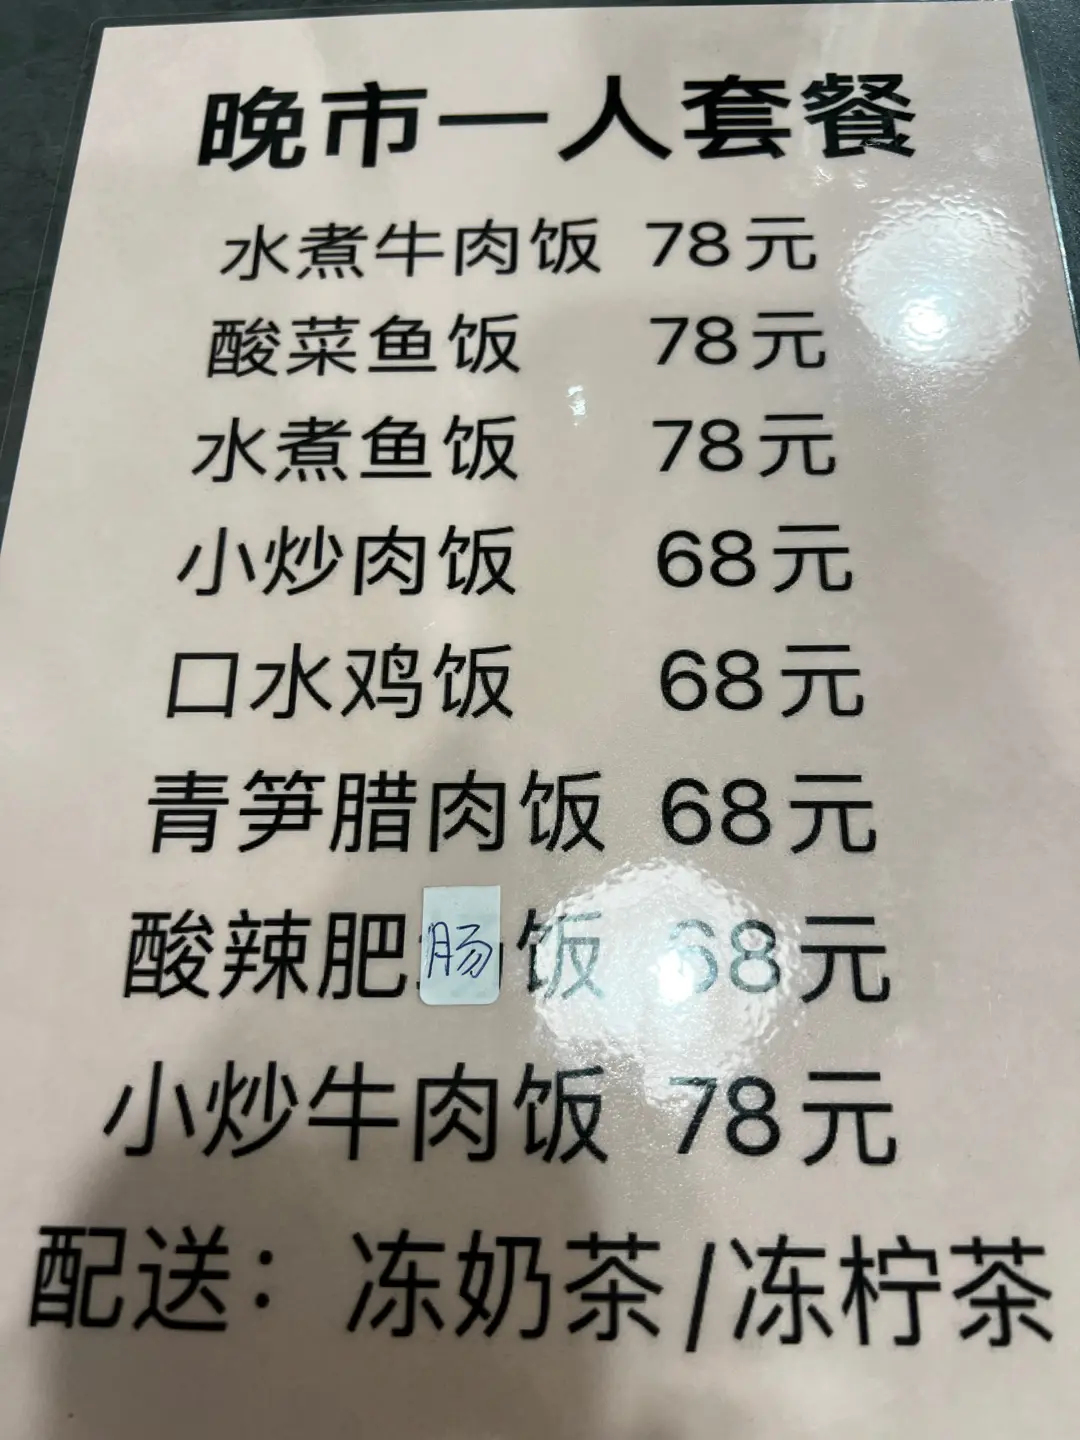 晚市一人套餐
水煮牛肉饭 78元
酸菜鱼饭 78元
水煮鱼饭 78元
小炒肉饭 68元
口水鸡饭 68元
青笋腊肉饭 68元
酸辣肥肠饭 68元
小炒牛肉饭 78元
配送：冻奶茶/冻柠茶